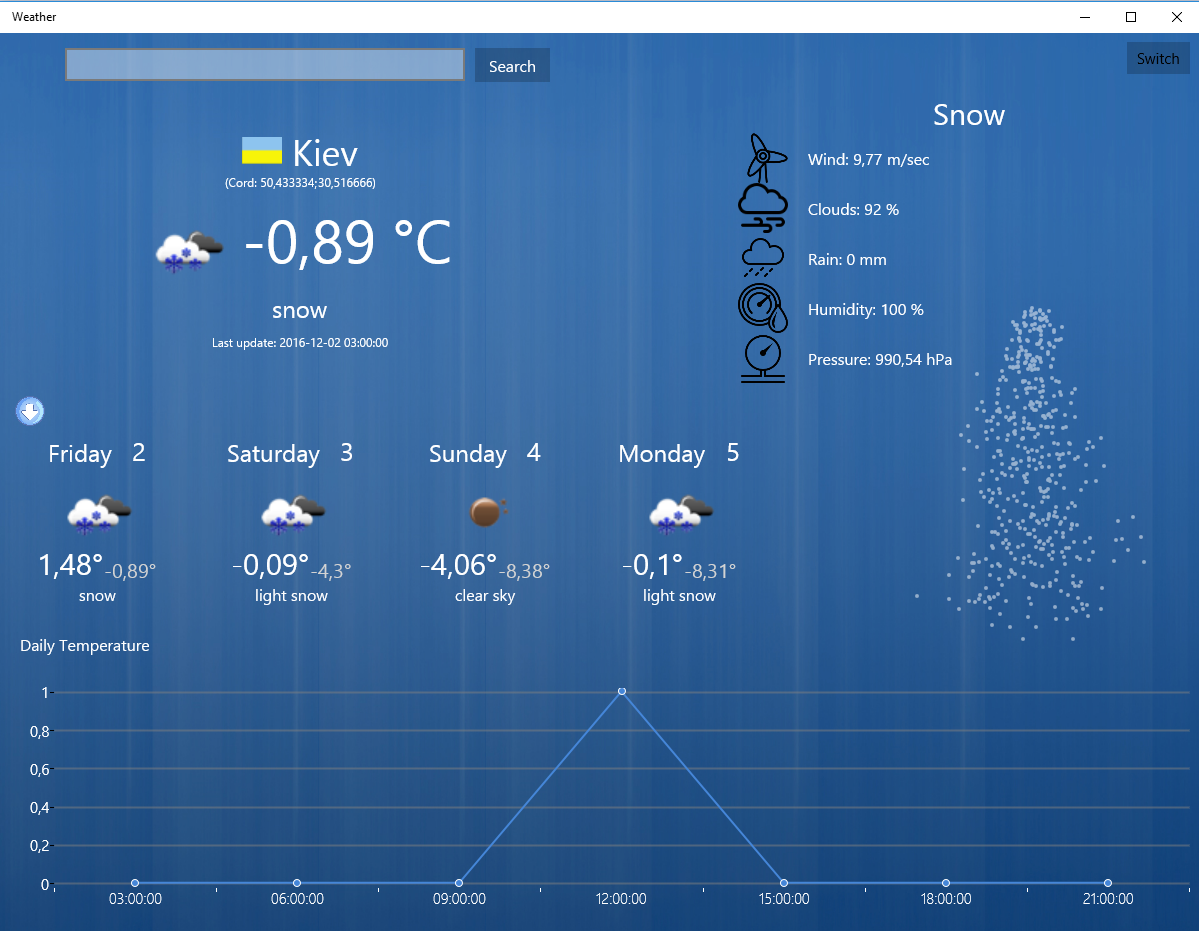 Weather
Search
Switch
Kiev
(Cord: 50,433334;30,516666)
-0,89 °C
snow
Last update: 2016-12-02 03:00:00
Snow
Wind: 9,77 m/sec
Clouds: 92 %
Rain: 0 mm
Humidity: 100 %
Pressure: 990,54 hPa
Friday 2
1,48° -0,89°
snow
Saturday 3
-0,09° -4,3°
light snow
Sunday 4
-4,06° -8,38°
clear sky
Monday 5
-0,1° -8,31°
light snow
Daily Temperature
1
0,8
0,6
0,4
0,2
0
03:00:00 06:00:00 09:00:00 12:00:00 15:00:00 18:00:00 21:00:00